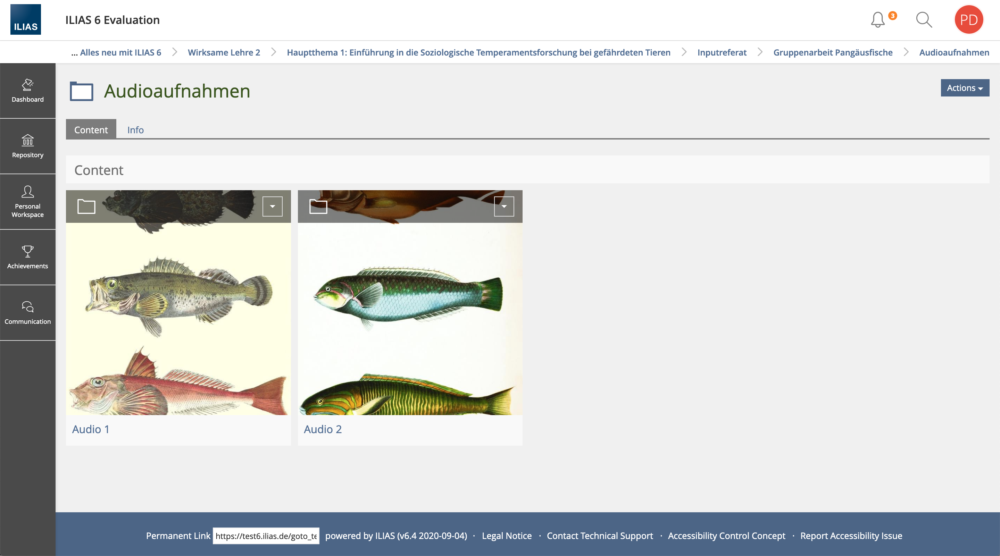 ILIAS
ILIAS 6 Evaluation
3
PD
... Alles neu mit ILIAS 6 Wirksame Lehre 2 Hauptthema 1: Einführung in die Soziologische Temperamentsforschung bei gefährdeten Tieren Inputreferat Gruppenarbeit Pangäusfische Audioaufnahmen
Dashboard
Repository
Personal
Workspace
Achievements
Communication
Audioaufnahmen
Actions
Content Info
Content
Audio 1
Audio 2
Permanent Link https://test6.ilias.de/goto_te powered by ILIAS (v6.4 2020-09-04) · Legal Notice · Contact Technical Support · Accessibility Control Concept · Report Accessibility Issue